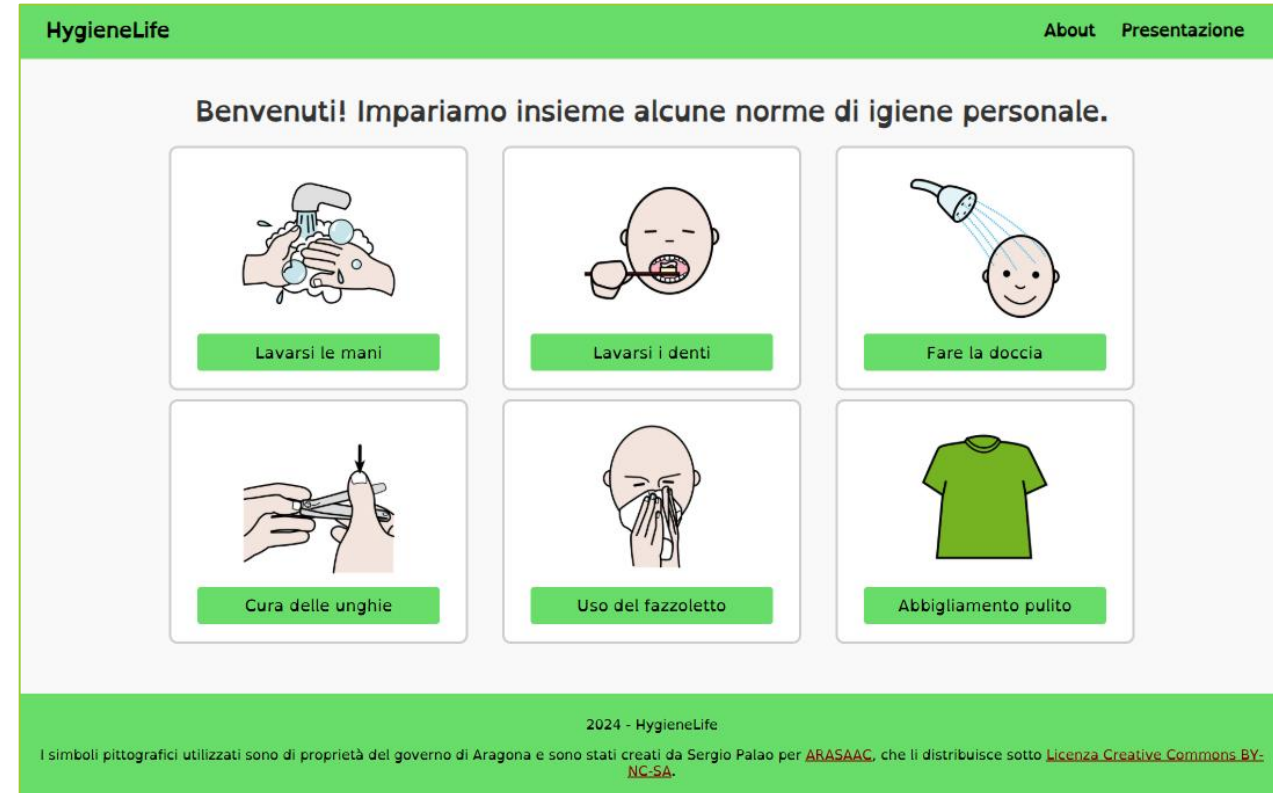 HygieneLife
About
Presentazione
Benvenuti! Impariamo insieme alcune norme di igiene personale.
Lavarsi le mani
Lavarsi i denti
Fare la doccia
Cura delle unghie
Uso del fazzoletto
Abbigliamento pulito
2024 - HygieneLife
I simboli pittografici utilizzati sono di proprietà del governo di Aragona e sono stati creati da Sergio Palao per ARASAAC, che li distribuisce sotto Licenza Creative Commons BY-
NC-SA.